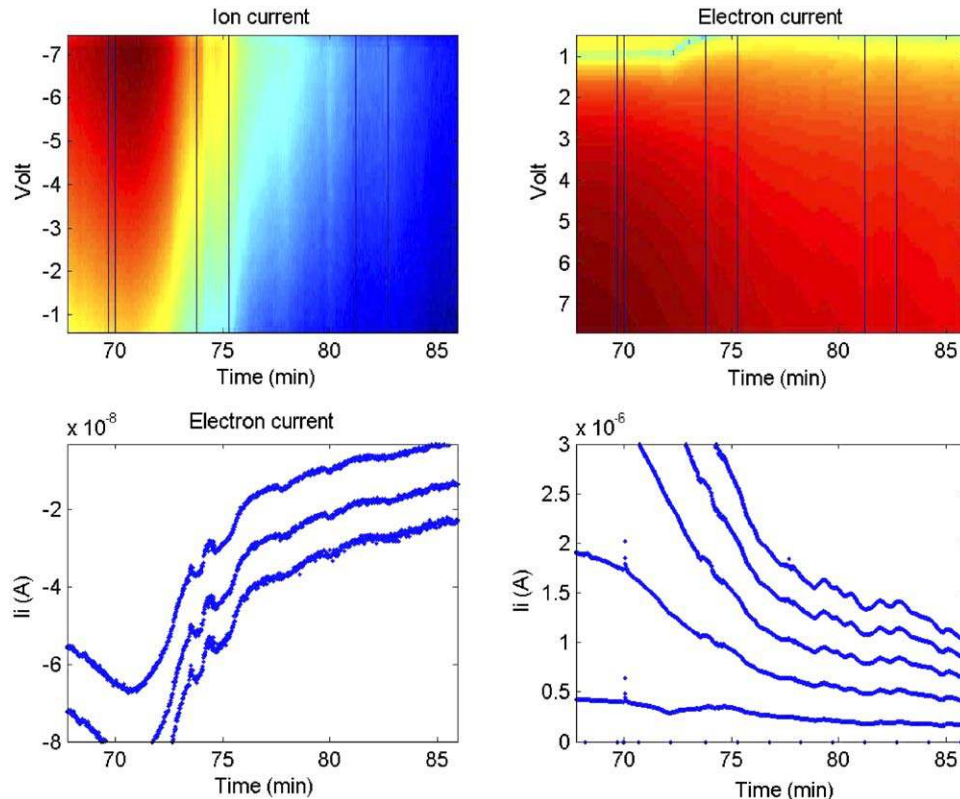 Ion current
Electron current
-7
-6
-5
-4
-3
-2
-1
Volt
70 75 80 85
Time (min)
1
2
3
4
5
6
7
Volt
70 75 80 85
Time (min)
x 10^-8
Electron current
-2
-4
-6
-8
Ii (A)
70 75 80 85
Time (min)
x 10^-6
3
2.5
2
1.5
1
0.5
0
Ii (A)
70 75 80 85
Time (min)